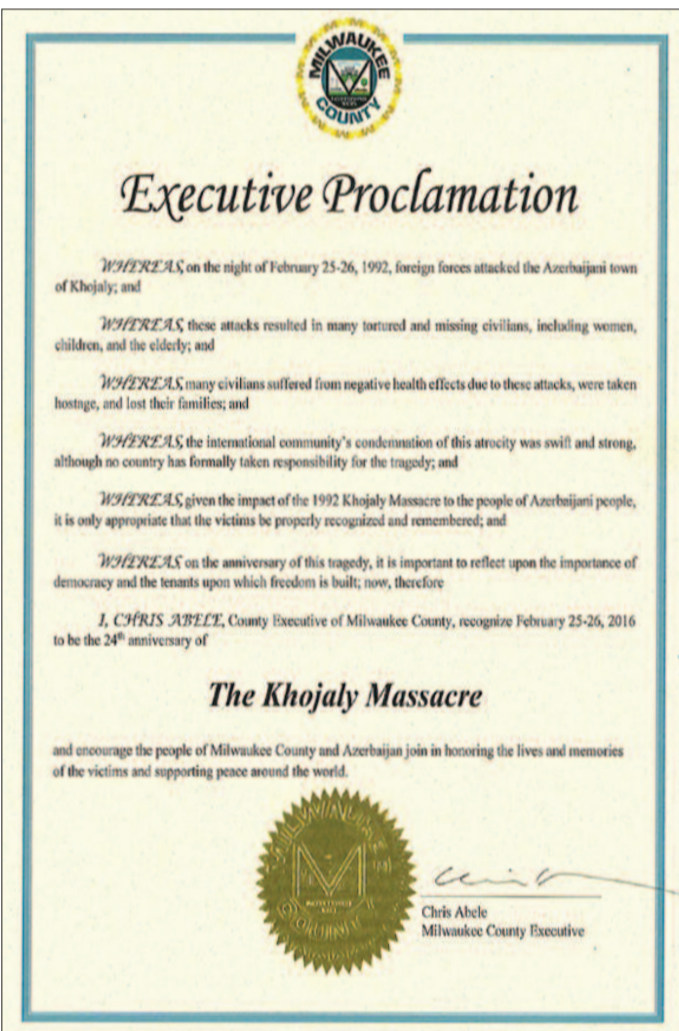 MILWAUKEE
COUNTY
Executive Proclamation
WHEREAS, on the night of February 25-26, 1992, foreign forces attacked the Azerbaijani town
of Khojaly; and
WHEREAS, these attacks resulted in many tortured and missing civilians, including women,
children, and the elderly; and
WHEREAS, many civilians suffered from negative health effects due to these attacks, were taken
hostage, and lost their families; and
WHEREAS, the international community's condemnation of this atrocity was swift and strong,
although no country has formally taken responsibility for the tragedy; and
WHEREAS, given the impact of the 1992 Khojaly Massacre to the people of Azerbaijani people,
it is only appropriate that the victims be properly recognized and remembered; and
WHEREAS on the anniversary of this tragedy, it is important to reflect upon the importance of
democracy and the tenants upon which freedom is built; now, therefore
I, CHRIS ABELE, County Executive of Milwaukee County, recognize February 25-26, 2016
to be the 24th anniversary of
The Khojaly Massacre
and encourage the people of Milwaukee County and Azerbaijan join in honoring the lives and memories
of the victims and supporting peace around the world.
MILWAUKEE
COUNTY
Chris Abele
Milwaukee County Executive